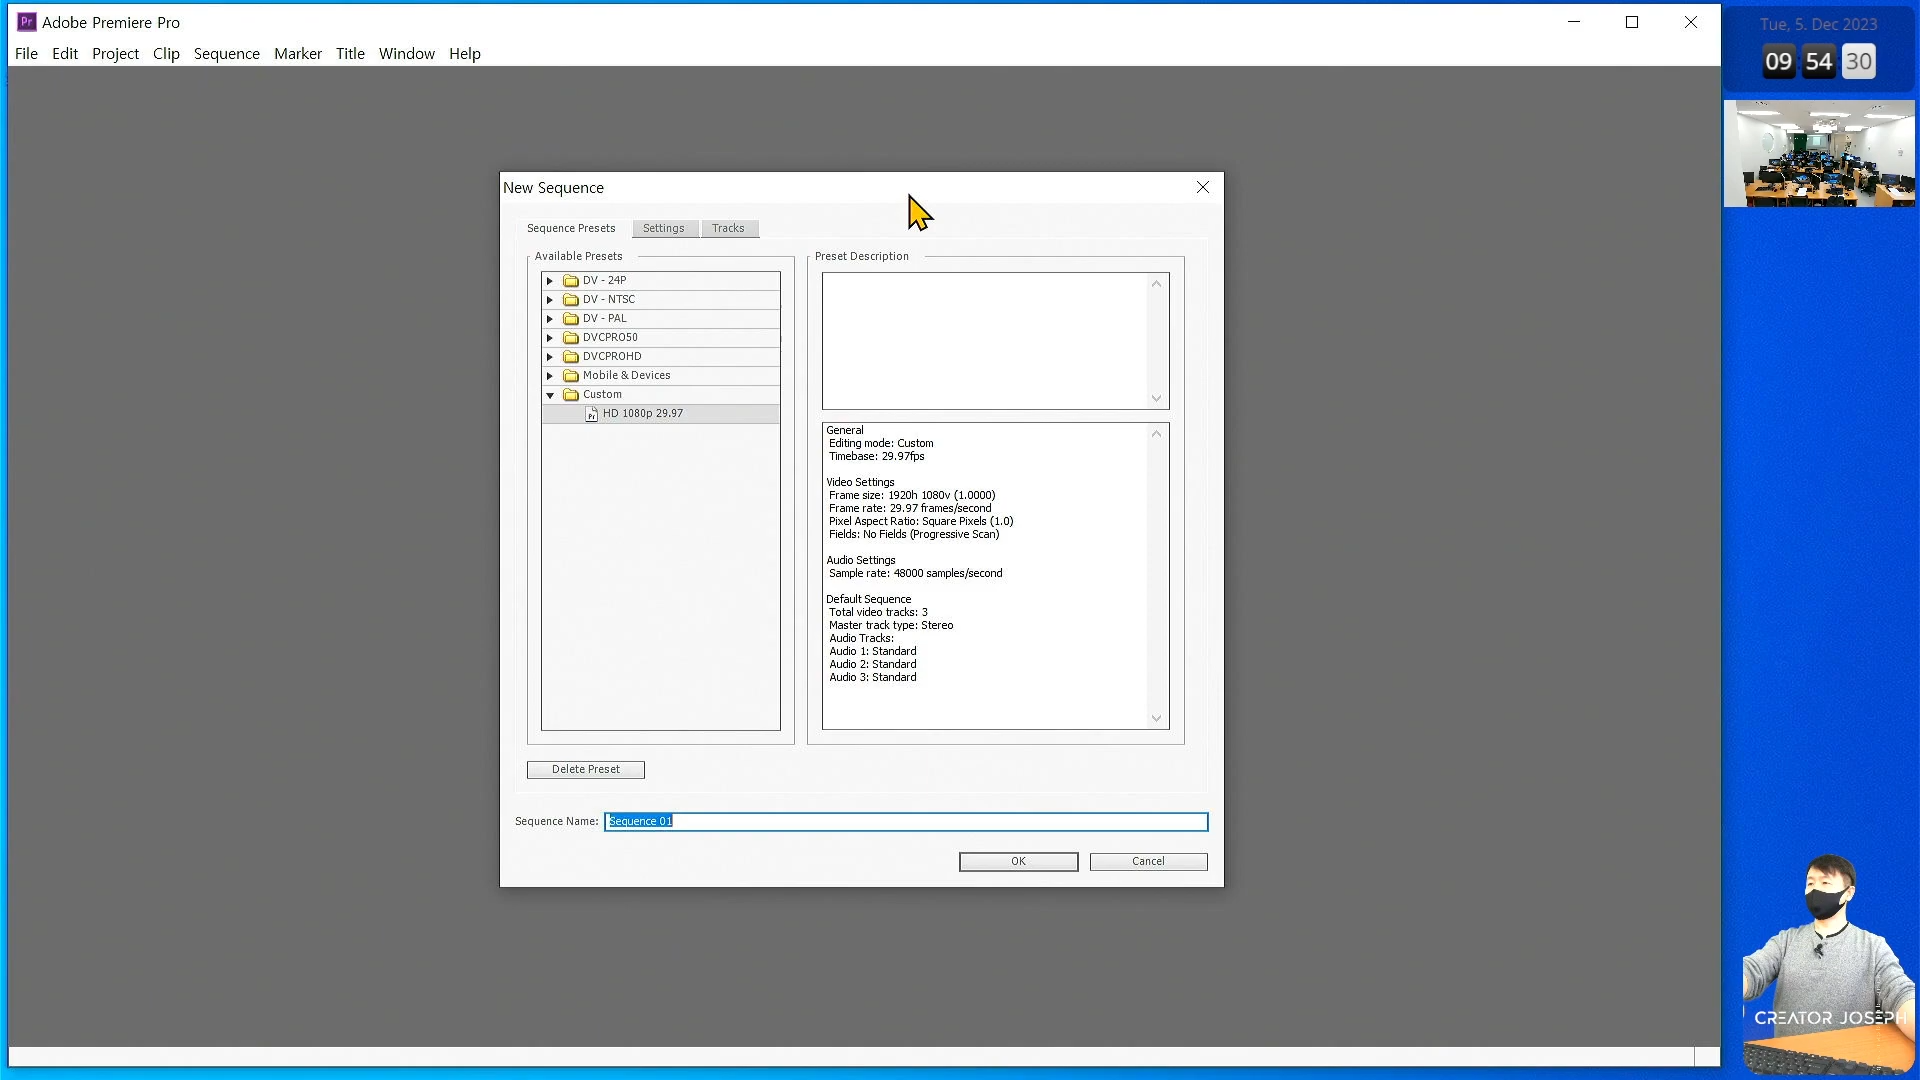 Pr Adobe Premiere Pro
File Edit Project Clip Sequence Marker Title Window Help
Tue, 5. Dec 2023
09 54 30
New Sequence
Sequence Presets Settings Tracks
Available Presets
DV - 24P
DV - NTSC
DV - PAL
DVCPRO50
DVCPROHD
Mobile & Devices
Custom
Pr HD 1080p 29.97
Preset Description
General
Editing mode: Custom
Timebase: 29.97fps
Video Settings
Frame size: 1920h 1080v (1.0000)
Frame rate: 29.97 frames/second
Pixel Aspect Ratio: Square Pixels (1.0)
Fields: No Fields (Progressive Scan)
Audio Settings
Sample rate: 48000 samples/second
Default Sequence
Total video tracks: 3
Master track type: Stereo
Audio Tracks:
Audio 1: Standard
Audio 2: Standard
Audio 3: Standard
Delete Preset
Sequence Name: Sequence 01
OK Cancel
CREATOR JOSEPH